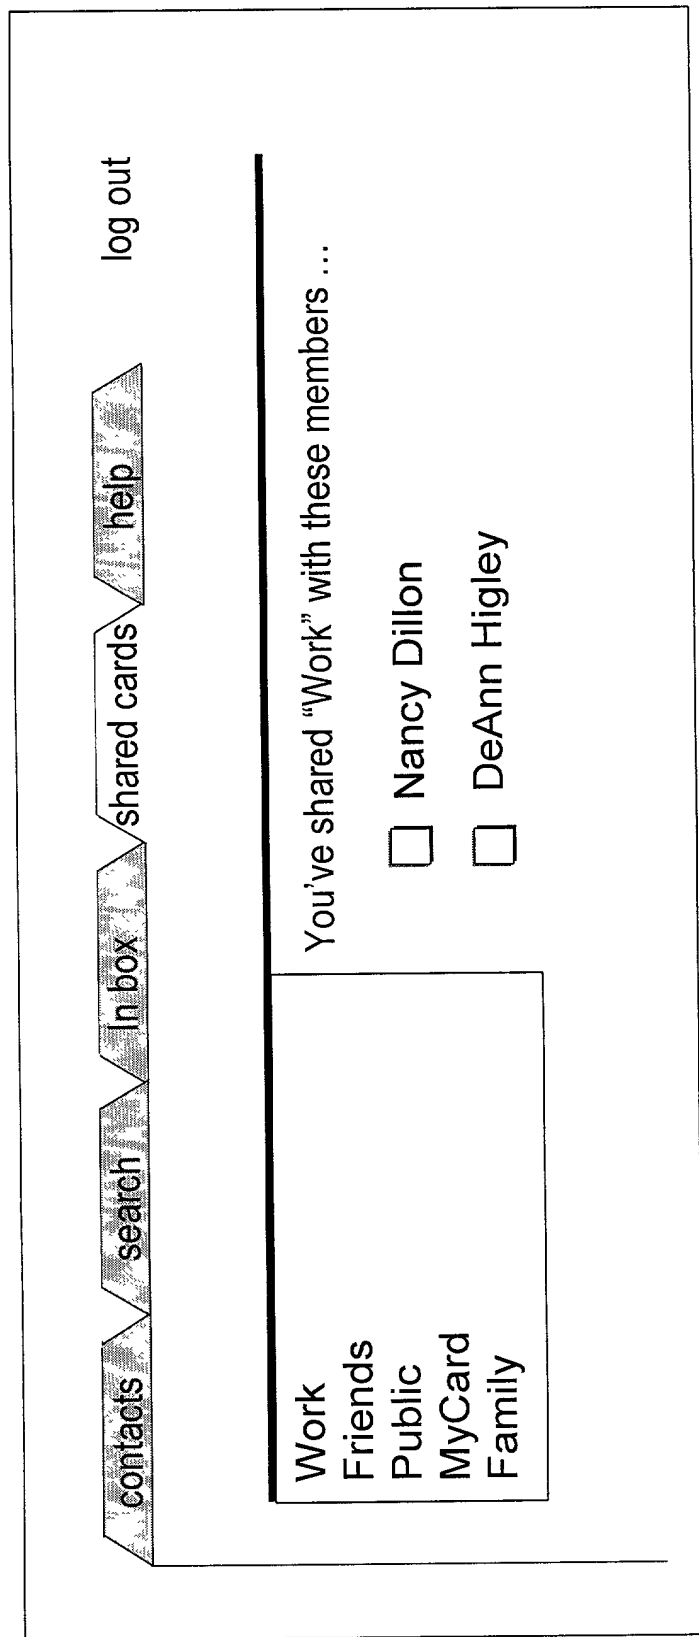 contacts search In box shared cards help log out
You've shared “Work” with these members ...
Work
Friends
Public
MyCard
Family
Nancy Dillon
DeAnn Higley